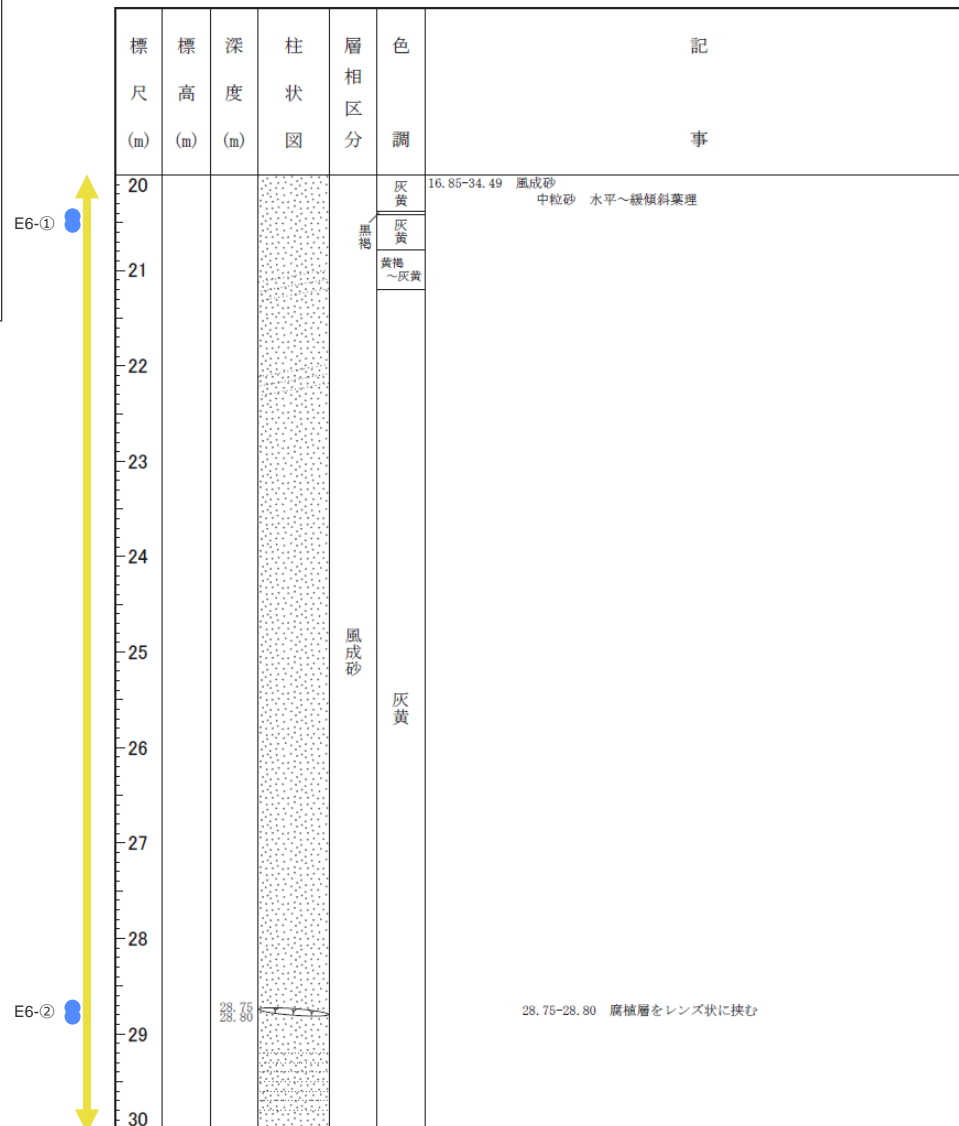 標尺(m)
標高(m)
深度(m)
柱状図
層相区分
色調
記事
20
灰黄
16.85-34.49 風成砂
中粒砂 水平～緩傾斜葉理
E6-①
黒褐
灰黄
黄褐
～灰黄
21
22
23
24
25
風成砂
灰黄
26
27
28
E6-②
28.75
28.80
28.75-28.80 腐植層をレンズ状に挟む
29
30